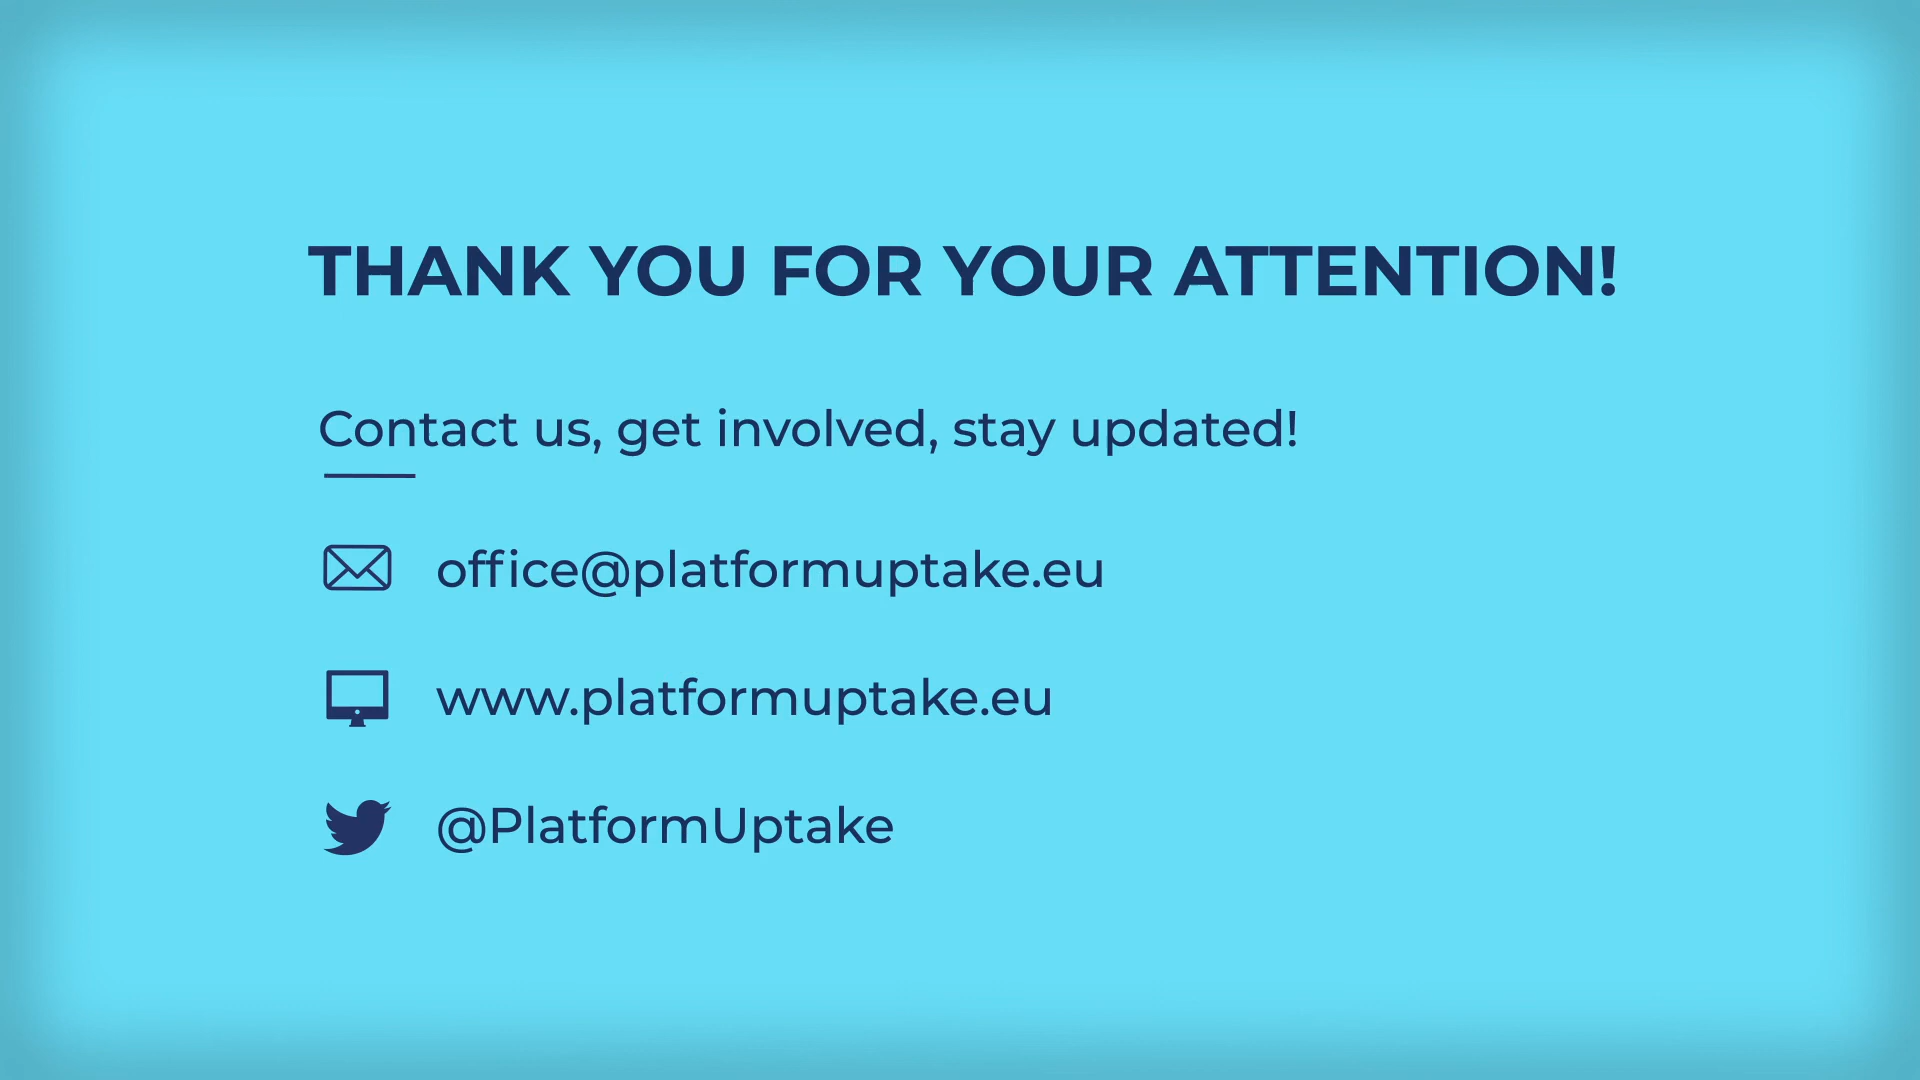 THANK YOU FOR YOUR ATTENTION!
Contact us, get involved, stay updated!
office@platformuptake.eu
www.platformuptake.eu
@PlatformUptake